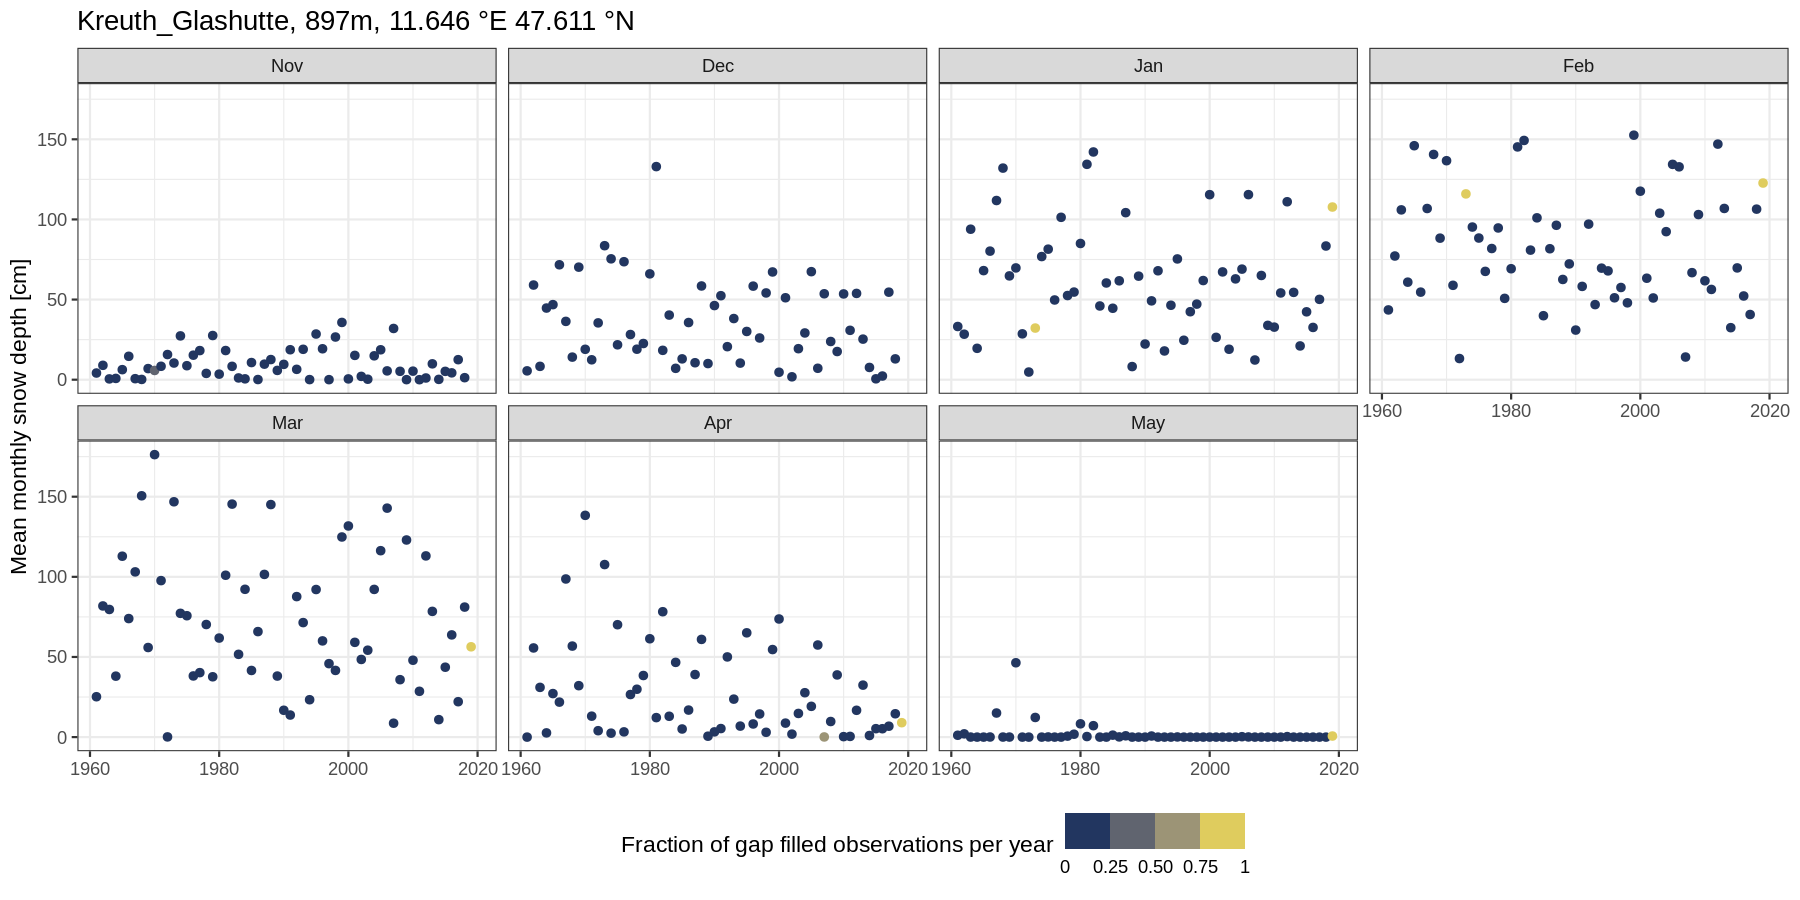 Kreuth_Glashutte, 897m, 11.646 °E 47.611 °N
Nov
Dec
Jan
Feb
150
100
50
0
1960 1980 2000 2020
Mar
Apr
May
150
100
50
0
1960 1980 2000 2020 1960 1980 2000 2020 1960 1980 2000 2020
Mean monthly snow depth [cm]
Fraction of gap filled observations per year
0 0.25 0.50 0.75 1